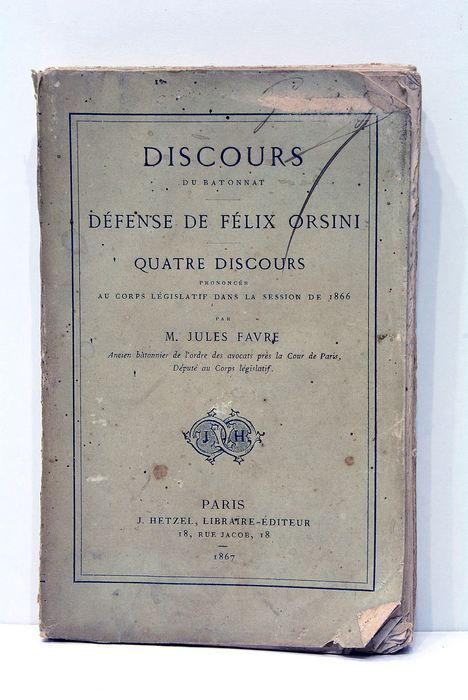 DISCOURS
DU BATONNAT
DÉFENSE DE FÉLIX ORSINI
QUATRE DISCOURS
PRONONCÉS
AU CORPS LÉGISLATIF DANS LA SESSION DE 1866
PAR
M. JULES FAVRE
Ancien bâtonnier de l'ordre des avocats près la Cour de Paris,
Député au Corps législatif.
J H
PARIS
J. HETZEL, LIBRAIRE-ÉDITEUR
18, RUE JACOB, 18
1867